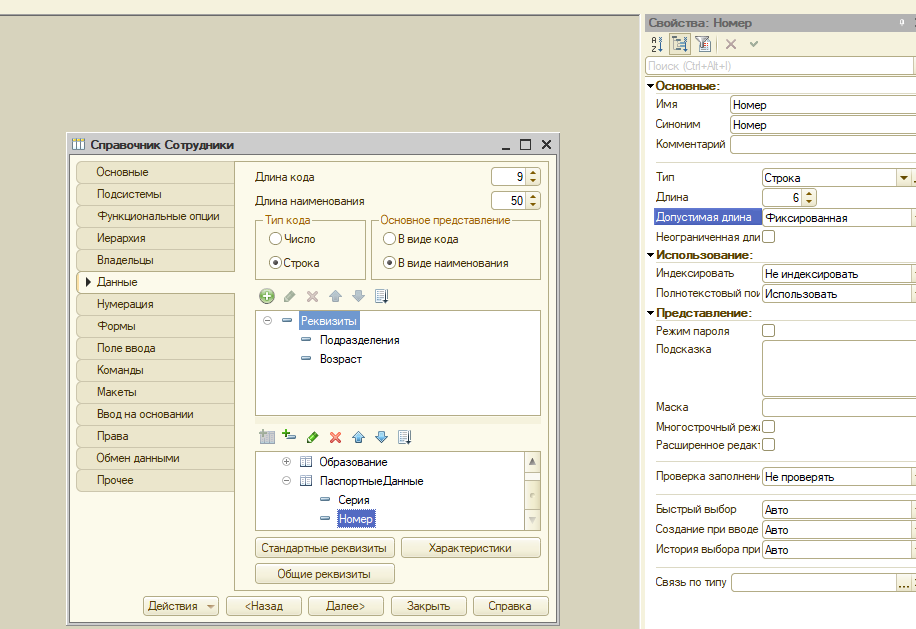 Свойства: Номер
Поиск (Ctrl+Alt+I)
Основные:
Имя Номер
Синоним Номер
Комментарий
Тип Строка
Длина 6
Допустимая длина Фиксированная
Неограниченная дли
Использование:
Индексировать Не индексировать
Полнотекстовый пои Использовать
Представление:
Режим пароля
Подсказка
Маска
Многострочный режи
Расширенное редакт
Проверка заполнени Не проверять
Быстрый выбор Авто
Создание при вводе Авто
История выбора при Авто
Связь по типу ...
Справочник Сотрудники
Основные
Подсистемы
Функциональные опции
Иерархия
Владельцы
Данные
Нумерация
Формы
Поле ввода
Команды
Макеты
Ввод на основании
Права
Обмен данными
Прочее
Длина кода 9
Длина наименования 50
Тип кода
Число
Строка
Основное представление
В виде кода
В виде наименования
Реквизиты
Подразделения
Возраст
Образование
ПаспортныеДанные
Серия
Номер
Стандартные реквизиты Характеристики
Общие реквизиты
Действия <Назад Далее> Закрыть Справка